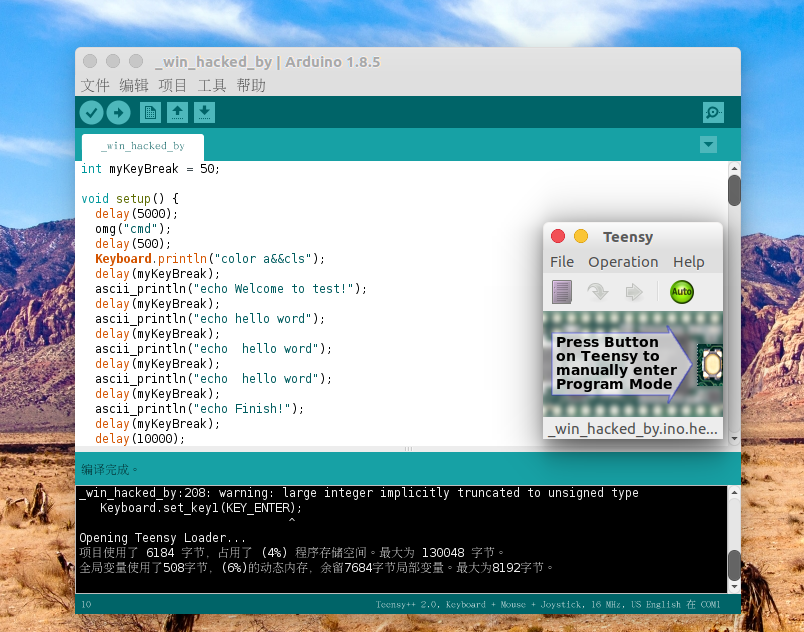 _win_hacked_by | Arduino 1.8.5
文件 编辑 项目 工具 帮助
_win_hacked_by
int myKeyBreak = 50;
void setup() {
delay(5000);
omg("cmd");
delay(500);
Keyboard.println("color a&&cls");
delay(myKeyBreak);
ascii_println("echo Welcome to test!");
delay(myKeyBreak);
ascii_println("echo hello word");
delay(myKeyBreak);
ascii_println("echo  hello word");
delay(myKeyBreak);
ascii_println("echo  hello word");
delay(myKeyBreak);
ascii_println("echo Finish!");
delay(myKeyBreak);
delay(10000);
Teensy
File Operation Help
Auto
Press Button
on Teensy to
manually enter
Program Mode
_win_hacked_by.ino.he...
编译完成。
_win_hacked_by:208: warning: large integer implicitly truncated to unsigned type
Keyboard.set_key1(KEY_ENTER);
^
Opening Teensy Loader...
项目使用了 6184 字节，占用了 (4%) 程序存储空间。最大为 130048 字节。
全局变量使用了508字节，(6%)的动态内存，余留7684字节局部变量。最大为8192字节。
10
Teensy++ 2.0, Keyboard + Mouse + Joystick, 16 MHz, US English 在 COM1